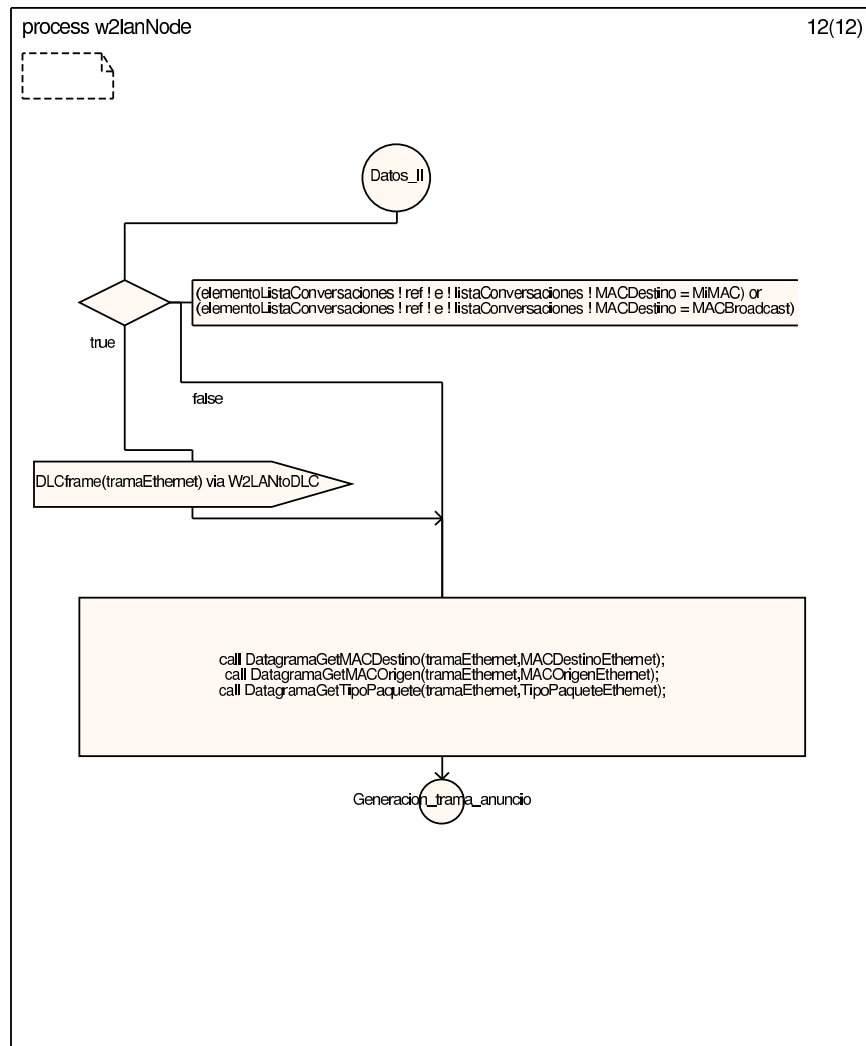 process w2lanNode
12(12)
Datos_II
(elementoListaConversaciones ! ref ! e ! listaConversaciones ! MACDestino = MiMAC) or
(elementoListaConversaciones ! ref ! e ! listaConversaciones ! MACDestino = MACBroadcast)
true
false
DLCframe(tramaEthernet) via W2LANtoDLC
call DatagramaGetMACDestino(tramaEthernet,MACDestinoEthernet);
call DatagramaGetMACOrigen(tramaEthernet,MACOrigenEthernet);
call DatagramaGetTipoPaquete(tramaEthernet,TipoPaqueteEthernet);
Generacion_trama_anuncio